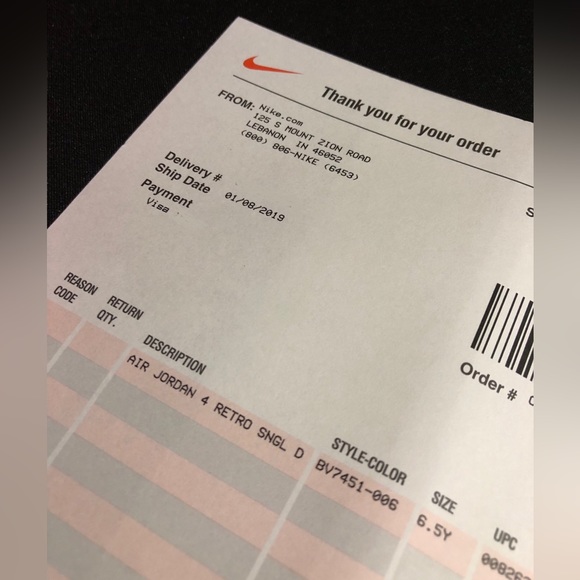 Thank you for your order
FROM: Nike.com
125 S MOUNT ZION ROAD
LEBANON IN 46052
(800) 806-NIKE (6453)
Delivery #
Ship Date 01/08/2019
Payment
Visa
Order #
REASON CODE RETURN QTY. DESCRIPTION STYLE-COLOR SIZE UPC
AIR JORDAN 4 RETRO SNGL D BV7451-006 6.5Y